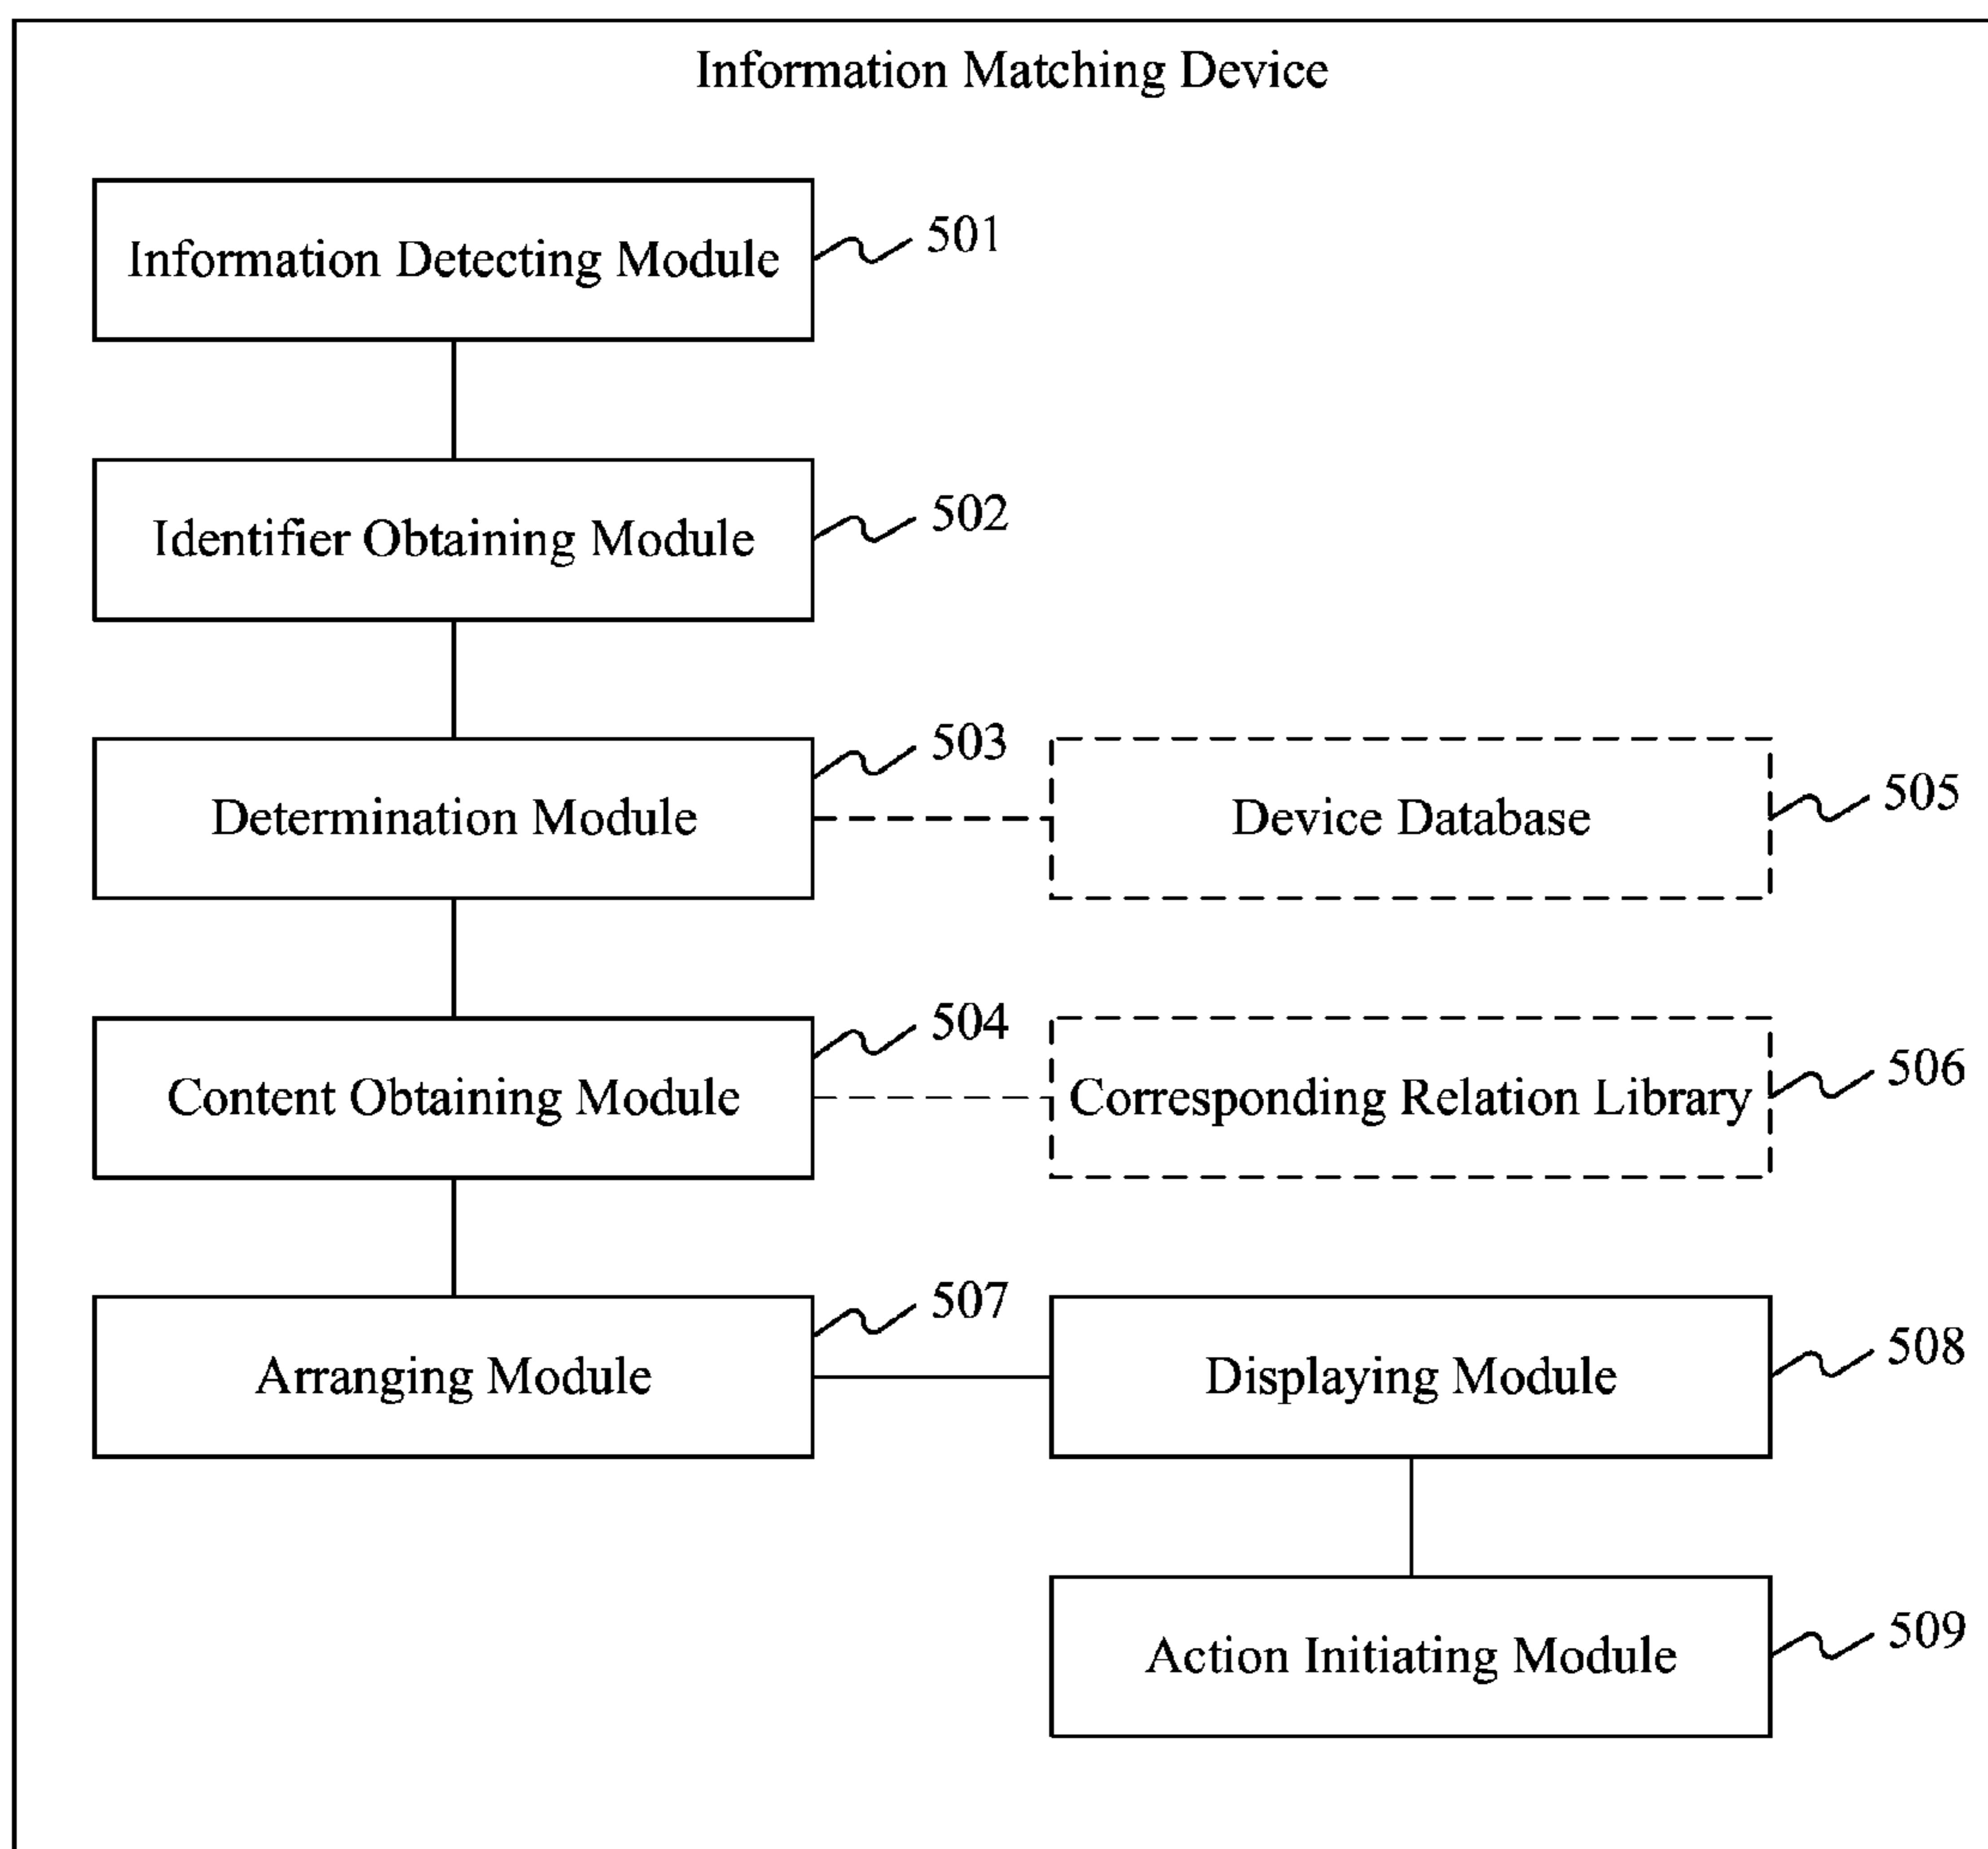 Information Matching Device
Information Detecting Module
501
Identifier Obtaining Module
502
Determination Module
503
Device Database
505
Content Obtaining Module
504
Corresponding Relation Library
506
Arranging Module
507
Displaying Module
508
Action Initiating Module
509